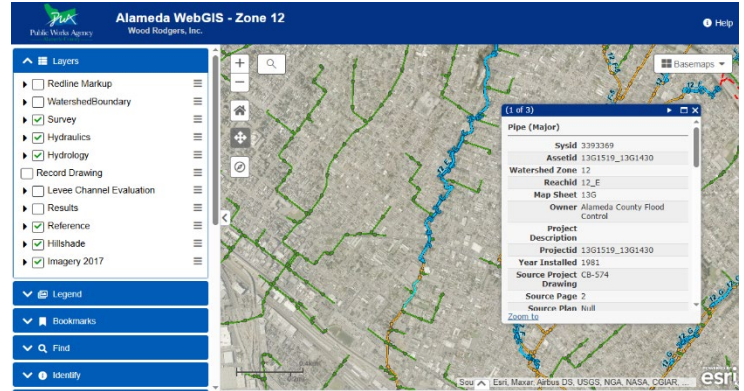 Public Works Agency
Alameda WebGIS - Zone 12
Wood Rodgers, Inc.
Help
Layers
Redline Markup
WatershedBoundary
Survey
Hydraulics
Hydrology
Record Drawing
Levee Channel Evaluation
Results
Reference
Hillshade
Imagery 2017
Legend
Bookmarks
Find
Identify
Basemaps
(1 of 3)
Pipe (Major)
Sysid 3393369
Assetid 13G1519_13G1430
Watershed Zone 12
Reachid 12_E
Map Sheet 13G
Owner Alameda County Flood
Control
Project
Description
Projectid 13G1519_13G1430
Year Installed 1981
Source Project CB-574
Drawing
Source Page 2
Source Plan Null
Zoom to
Esri, Maxar, Airbus DS, USGS, NGA, NASA, CGIAR, ...
esri